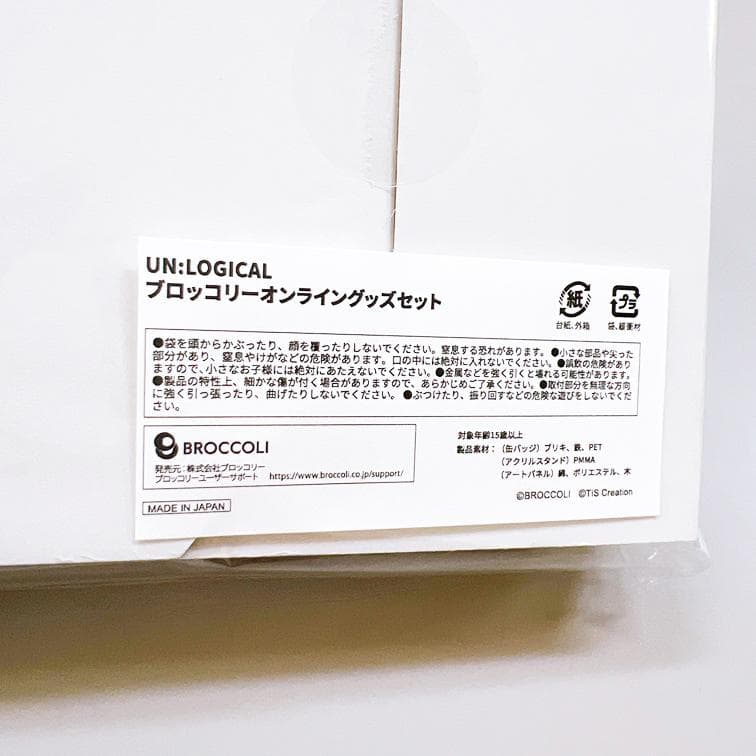 UN:LOGICAL
ブロッコリーオンライングッズセット
紙
台紙、外箱
プラ
袋、緩衝材
●袋を頭からかぶったり、顔を覆ったりしないでください。窒息する恐れがあります。●小さな部品や尖った
部分があり、窒息やけがなどの危険があります。口の中には絶対に入れないでください。●誤飲の危険があり
ますので、小さなお子様には絶対にあたえないでください。●金属などを強く引くと壊れる可能性があります。
●製品の特性上、細かな傷が付く場合がありますので、あらかじめご了承ください。●取付部分を無理な方向
に強く引っ張ったり、曲げたりしないでください。●ぶつけたり、振り回すなどの危険な遊びをしないでくだ
さい。
BROCCOLI
発売元：株式会社ブロッコリー
ブロッコリーユーザーサポート https://www.broccoli.co.jp/support/
MADE IN JAPAN
対象年齢15歳以上
製品素材：（缶バッジ）ブリキ、鉄、PET
（アクリルスタンド）PMMA
（アートパネル）綿、ポリエステル、木
©BROCCOLI ©TiS Creation